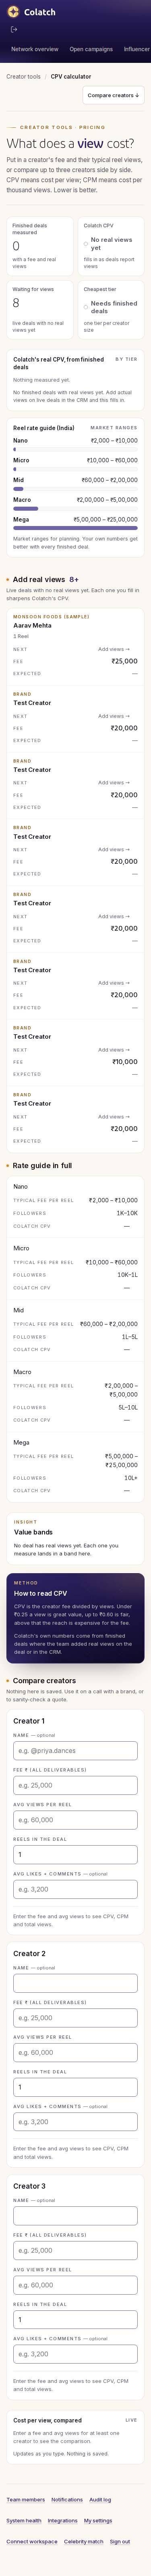 Colatch
Network overview Open campaigns Influencer
Creator tools | CPV calculator
Compare creators ↓
CREATOR TOOLS · PRICING
What does a view cost?
Put in a creator's fee and their typical views, or
compare up to three creators side by side.
CPV means cost per view; CPM means cost per
thousand views. Lower is better.
Finished deals
measured
0
with a fee and real
views
Colatch CPV
No real views
yet
fills in as deals report
views
Waiting for views
8
live deals with no real
views yet
Cheapest tier
Needs finished
deals
one tier per creator
size
Colatch's real CPV, from finished
deals
BY TIER
Nothing measured yet.
No finished deals with real views yet. Add actual
views on live deals in the CRM and this fills in.
Reel rate guide (India) MARKET RANGES
Nano ₹2,000 – ₹10,000
Micro ₹10,000 – ₹60,000
Mid ₹60,000 – ₹2,00,000
Macro ₹2,00,000 – ₹5,00,000
Mega ₹5,00,000 – ₹25,00,000
Market ranges for planning. Your own numbers get
better with every finished deal.
Add real views 8+
Live deals with no real views yet. Each one you fill in
sharpens Colatch's CPV.
MONSOON FOODS (SAMPLE)
Aarav Mehta
1 Reel
NEXT Add views →
FEE ₹25,000
EXPECTED —
BRAND
Test Creator
NEXT Add views →
FEE ₹20,000
EXPECTED —
BRAND
Test Creator
NEXT Add views →
FEE ₹20,000
EXPECTED —
BRAND
Test Creator
NEXT Add views →
FEE ₹20,000
EXPECTED —
BRAND
Test Creator
NEXT Add views →
FEE ₹20,000
EXPECTED —
BRAND
Test Creator
NEXT Add views →
FEE ₹20,000
EXPECTED —
BRAND
Test Creator
NEXT Add views →
FEE ₹10,000
EXPECTED —
BRAND
Test Creator
NEXT Add views →
FEE ₹20,000
EXPECTED —
Rate guide in full
Nano
TYPICAL FEE PER REEL ₹2,000 – ₹10,000
FOLLOWERS 1K–10K
COLATCH CPV —
Micro
TYPICAL FEE PER REEL ₹10,000 – ₹60,000
FOLLOWERS 10K–1L
COLATCH CPV —
Mid
TYPICAL FEE PER REEL ₹60,000 – ₹2,00,000
FOLLOWERS 1L–5L
COLATCH CPV —
Macro
TYPICAL FEE PER REEL ₹2,00,000 –
₹5,00,000
FOLLOWERS 5L–10L
COLATCH CPV —
Mega
TYPICAL FEE PER REEL ₹5,00,000 –
₹25,00,000
FOLLOWERS 10L+
COLATCH CPV —
INSIGHT
Value bands
No deal has real views yet. Each one you
measure lands in a band here.
METHOD
How to read CPV
CPV is the creator fee divided by views. Under
₹0.25 a view is great value, up to ₹0.60 is fair,
above that the reach is expensive for the fee.
Colatch's own numbers come from finished
deals where the team added real views on the
deal or in the CRM.
Compare creators
Nothing here is saved. Use it on a call with a brand, or
to sanity-check a quote.
Creator 1
NAME — optional
e.g. @priya.dances
FEE ₹ (ALL DELIVERABLES)
e.g. 25,000
AVG VIEWS PER REEL
e.g. 60,000
REELS IN THE DEAL
1
AVG LIKES + COMMENTS — optional
e.g. 3,200
Enter the fee and avg views to see CPV, CPM
and total views.
Creator 2
NAME — optional
FEE ₹ (ALL DELIVERABLES)
e.g. 25,000
AVG VIEWS PER REEL
e.g. 60,000
REELS IN THE DEAL
1
AVG LIKES + COMMENTS — optional
e.g. 3,200
Enter the fee and avg views to see CPV, CPM
and total views.
Creator 3
NAME — optional
FEE ₹ (ALL DELIVERABLES)
e.g. 25,000
AVG VIEWS PER REEL
e.g. 60,000
REELS IN THE DEAL
1
AVG LIKES + COMMENTS — optional
e.g. 3,200
Enter the fee and avg views to see CPV, CPM
and total views.
Cost per view, compared LIVE
Enter a fee and avg views for at least one
creator to see the comparison.
Updates as you type. Nothing is saved.
Team members Notifications Audit log
System health Integrations My settings
Connect workspace Celebrity match Sign out